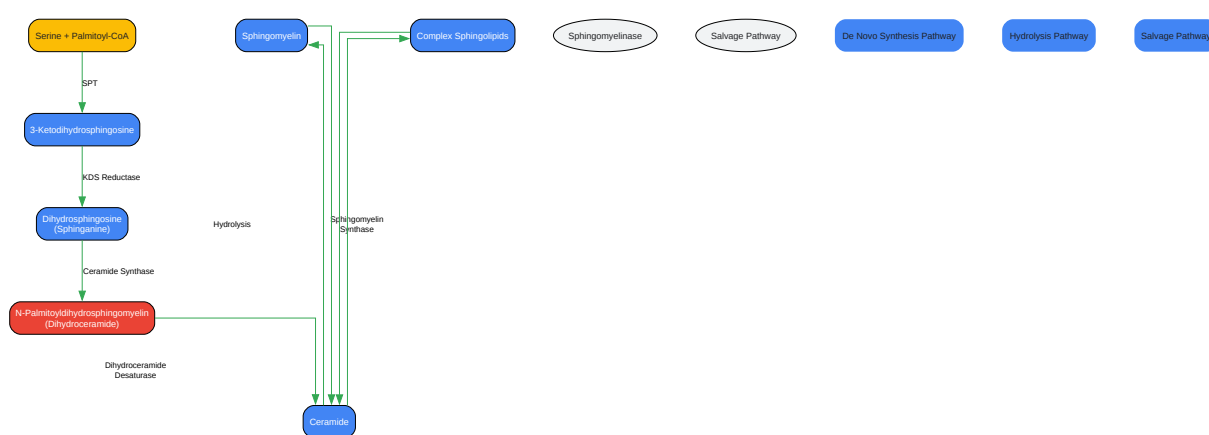 Serine + Palmitoyl-CoA
Sphingomyelin
Complex Sphingolipids
Sphingomyelinase
Salvage Pathway
De Novo Synthesis Pathway
Hydrolysis Pathway
Salvage Pathway
SPT
3-Ketodihydrosphingosine
KDS Reductase
Dihydrosphingosine
(Sphinganine)
Hydrolysis
Sphingomyelin
Synthase
Ceramide Synthase
N-Palmitoyldihydrosphingomyelin
(Dihydroceramide)
Dihydroceramide
Desaturase
Ceramide